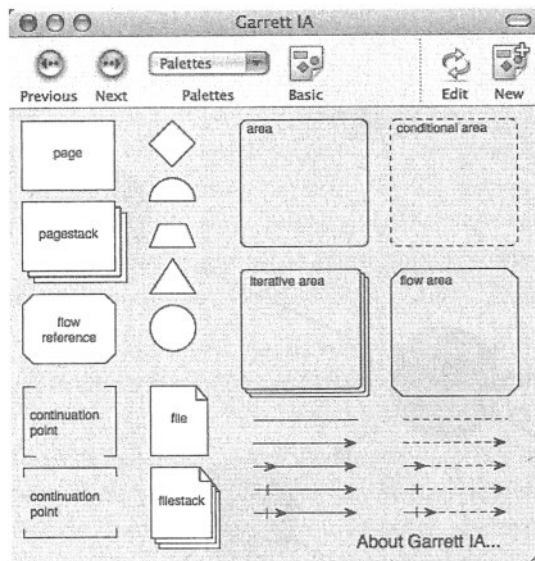 Garrett IA
Palettes
Previous Next Palettes Basic Edit New
page
area
conditional area
pagestack
flow
reference
iterative area
flow area
continuation
point
file
continuation
point
filestack
About Garrett IA...